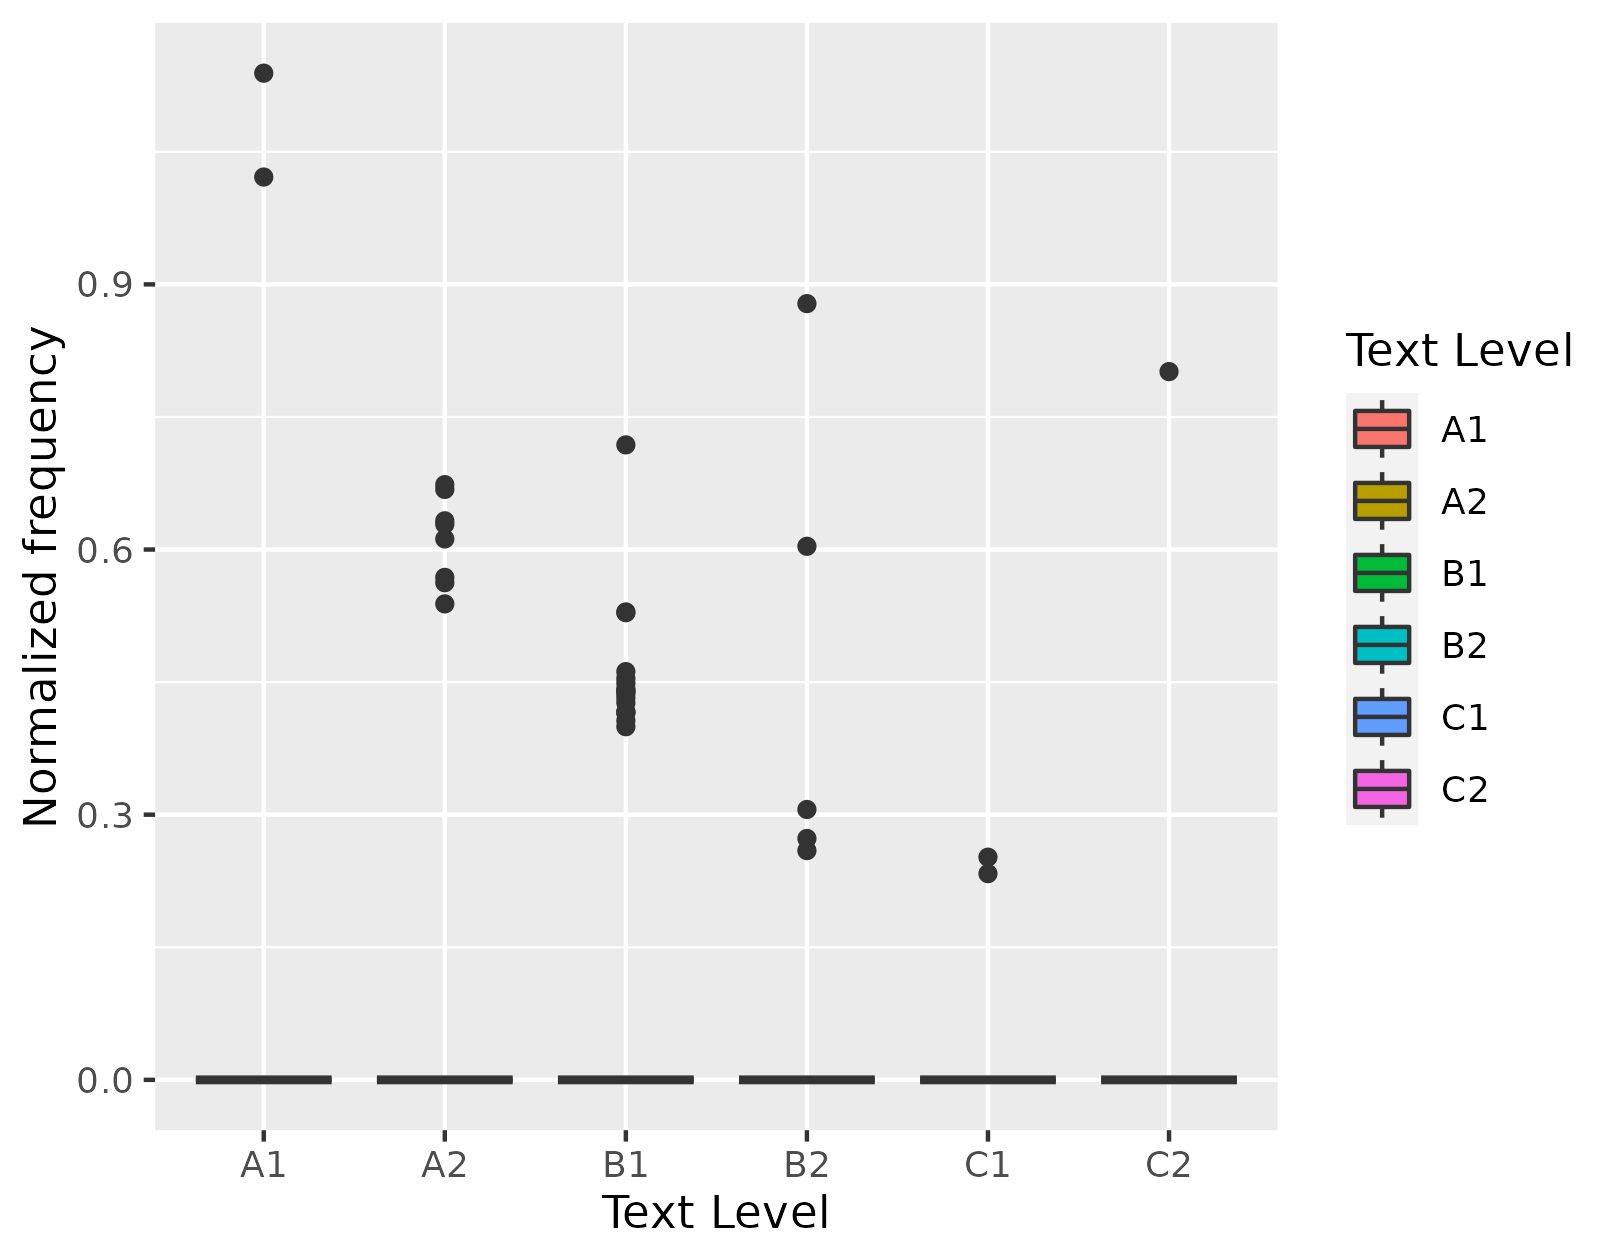 Normalized frequency
0.9
0.6
0.3
0.0
A1 A2 B1 B2 C1 C2
Text Level
Text Level
A1
A2
B1
B2
C1
C2